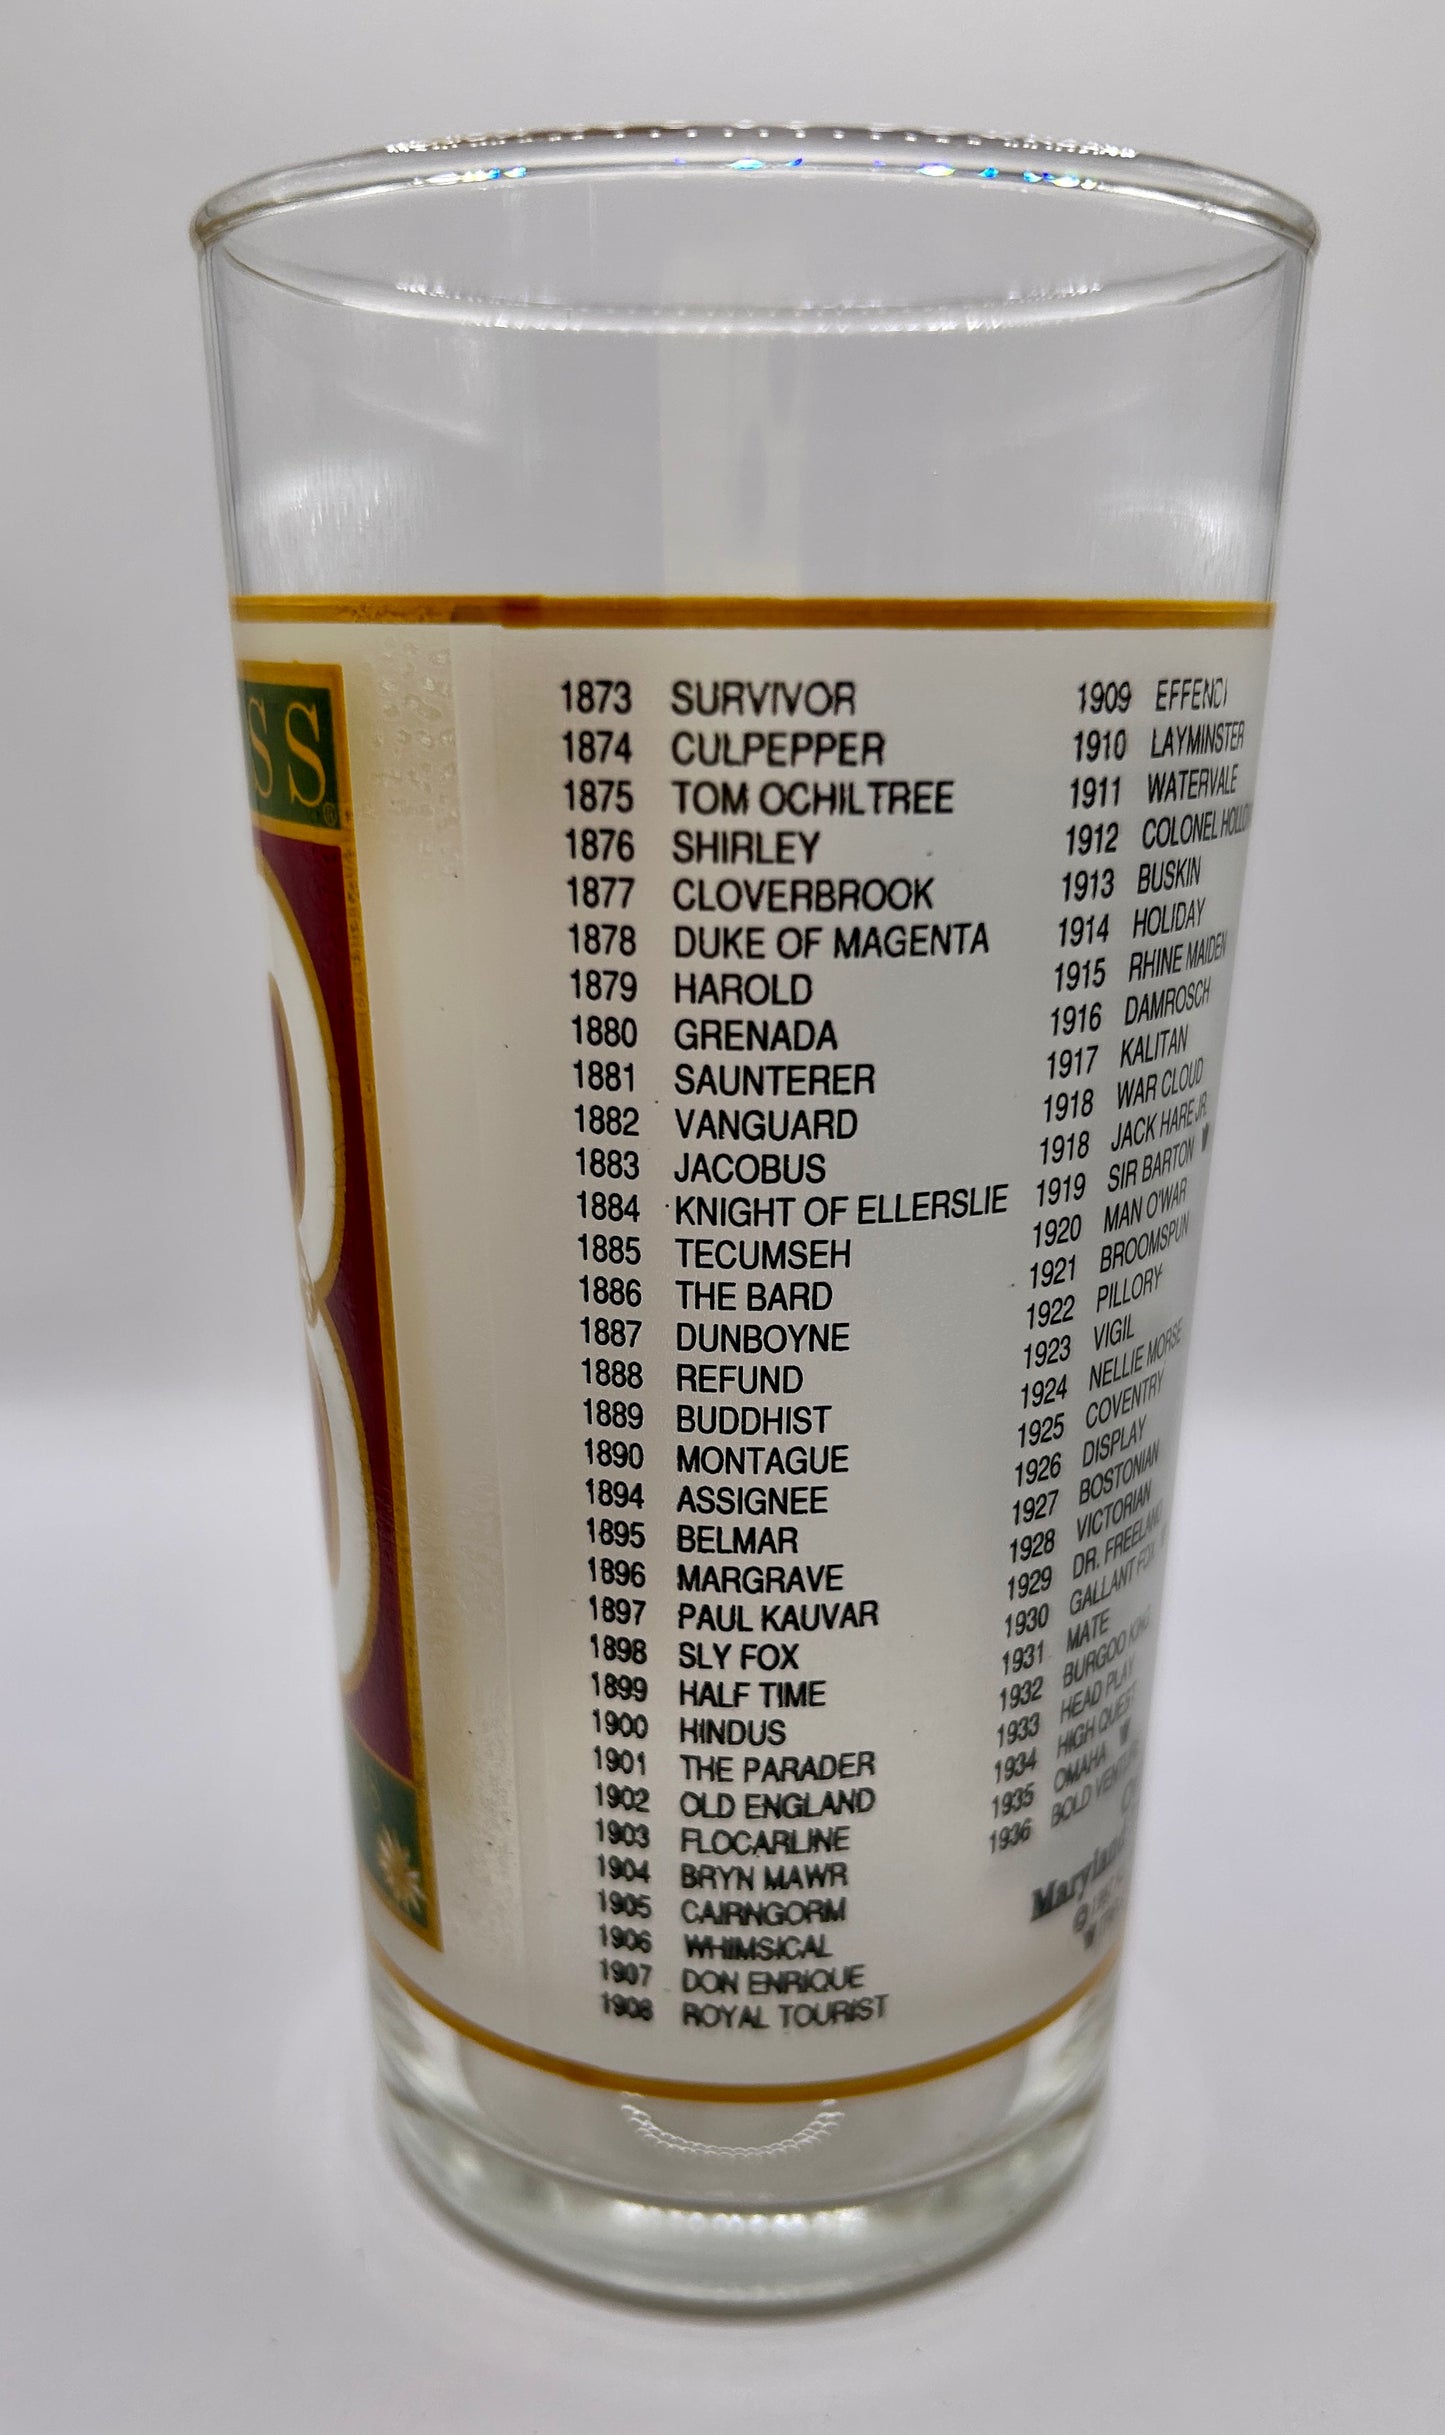 SS®
1873 SURVIVOR
1874 CULPEPPER
1875 TOM OCHILTREE
1876 SHIRLEY
1877 CLOVERBROOK
1878 DUKE OF MAGENTA
1879 HAROLD
1880 GRENADA
1881 SAUNTERER
1882 VANGUARD
1883 JACOBUS
1884 KNIGHT OF ELLERSLIE
1885 TECUMSEH
1886 THE BARD
1887 DUNBOYNE
1888 REFUND
1889 BUDDHIST
1890 MONTAGUE
1894 ASSIGNEE
1895 BELMAR
1896 MARGRAVE
1897 PAUL KAUVAR
1898 SLY FOX
1899 HALF TIME
1900 HINDUS
1901 THE PARADER
1902 OLD ENGLAND
1903 FLOCARLINE
1904 BRYN MAWR
1905 CAIRNGORM
1906 WHIMSICAL
1907 DON ENRIQUE
1908 ROYAL TOURIST
1909 EFFENDI
1910 LAYMINSTER
1911 WATERVALE
1912 COLONEL
1913 BUSKIN
1914 HOLIDAY
1915 RHINE MAIDEN
1916 DAMROSCH
1917 KALITAN
1918 WAR CLOUD
1918 JACK HARE JR.
1919 SIR BARTON
1920 MAN O'WAR
1921 BROOMSPUN
1922 PILLORY
1923 VIGIL
1924 NELLIE MORSE
1925 COVENTRY
1926 DISPLAY
1927 BOSTONIAN
1928 VICTORIAN
1929 DR. FREELAND
1930 GALLANT FOX
1931 MATE
1932 BURGOO KING
1933 HEAD PLAY
1934 HIGH QUEST
1935 OMAHA
1936 BOLD VENTURE
Maryland